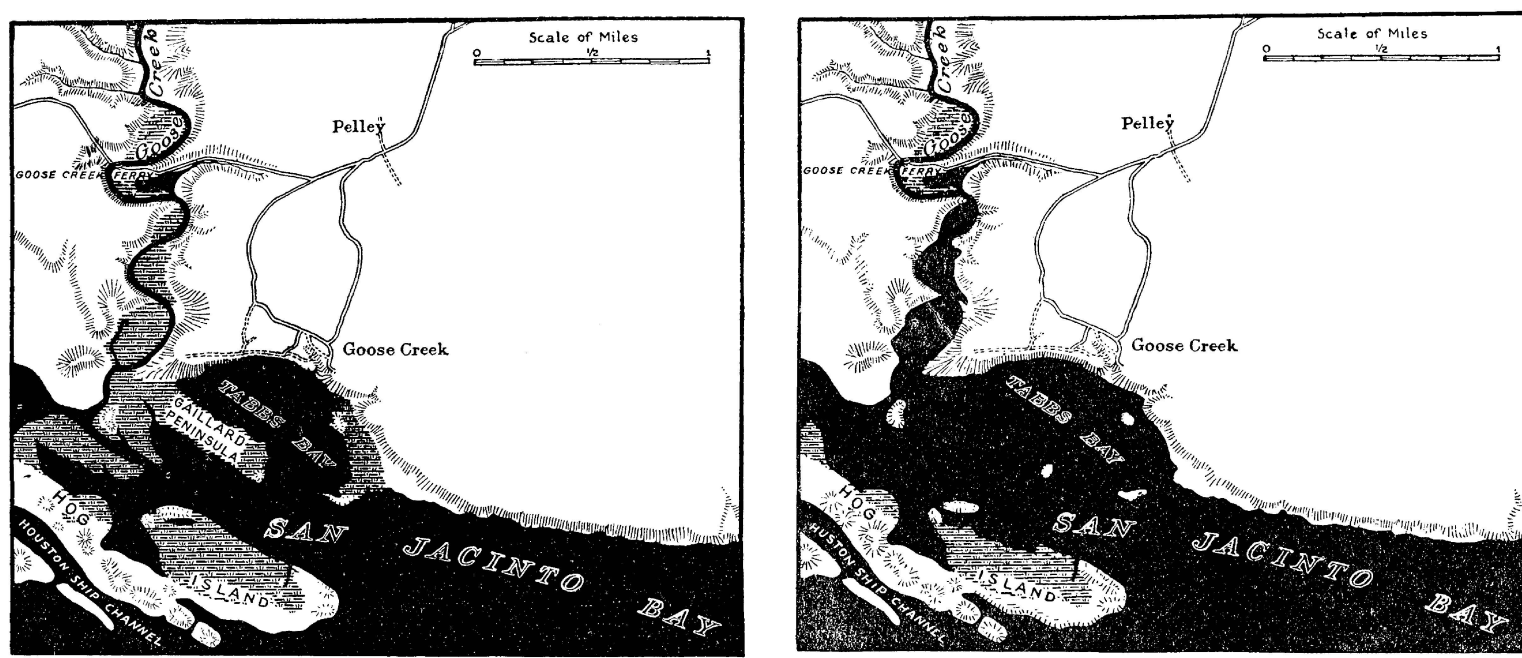 Scale of Miles
0 1/2 1
Goose Creek
Pelley
GOOSE CREEK
FERRY
Goose Creek
TABBS BAY
GAILLARD
PENINSULA
HOG
ISLAND
SAN JACINTO BAY
HOUSTON SHIP CHANNEL
Scale of Miles
0 1/2 1
Goose Creek
Pelley
GOOSE CREEK
FERRY
Goose Creek
TABBS BAY
HOG
ISLAND
SAN JACINTO BAY
HUSTON SHIP CHANNEL